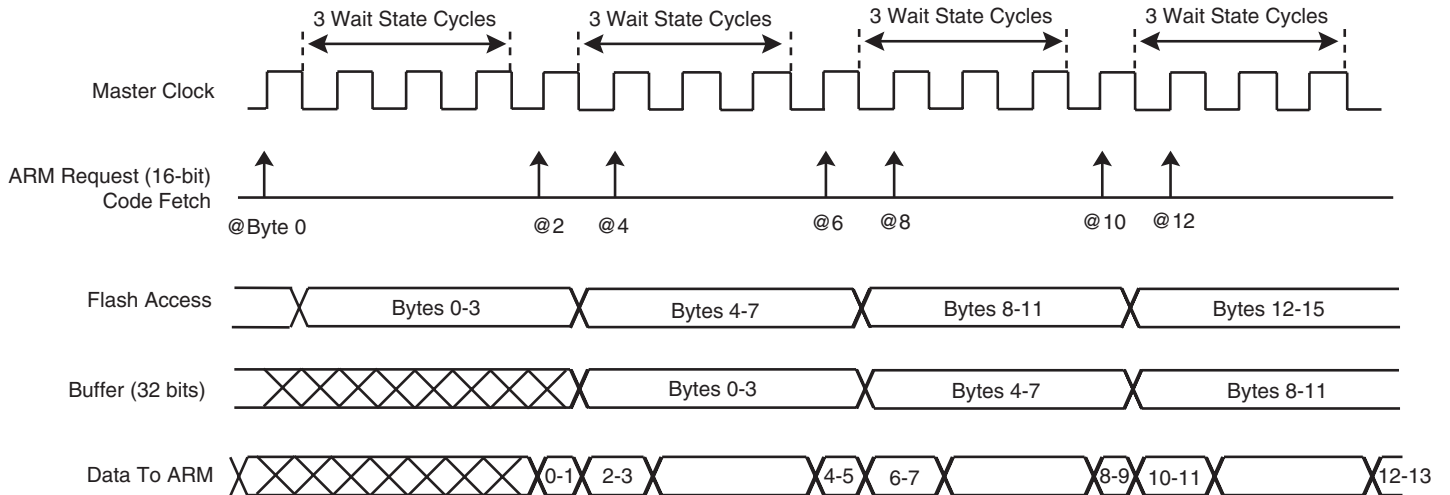 3 Wait State Cycles 3 Wait State Cycles 3 Wait State Cycles 3 Wait State Cycles
Master Clock
ARM Request (16-bit)
Code Fetch
@Byte 0 @2 @4 @6 @8 @10 @12
Flash Access Bytes 0-3 Bytes 4-7 Bytes 8-11 Bytes 12-15
Buffer (32 bits) Bytes 0-3 Bytes 4-7 Bytes 8-11
Data To ARM 0-1 2-3 4-5 6-7 8-9 10-11 12-13